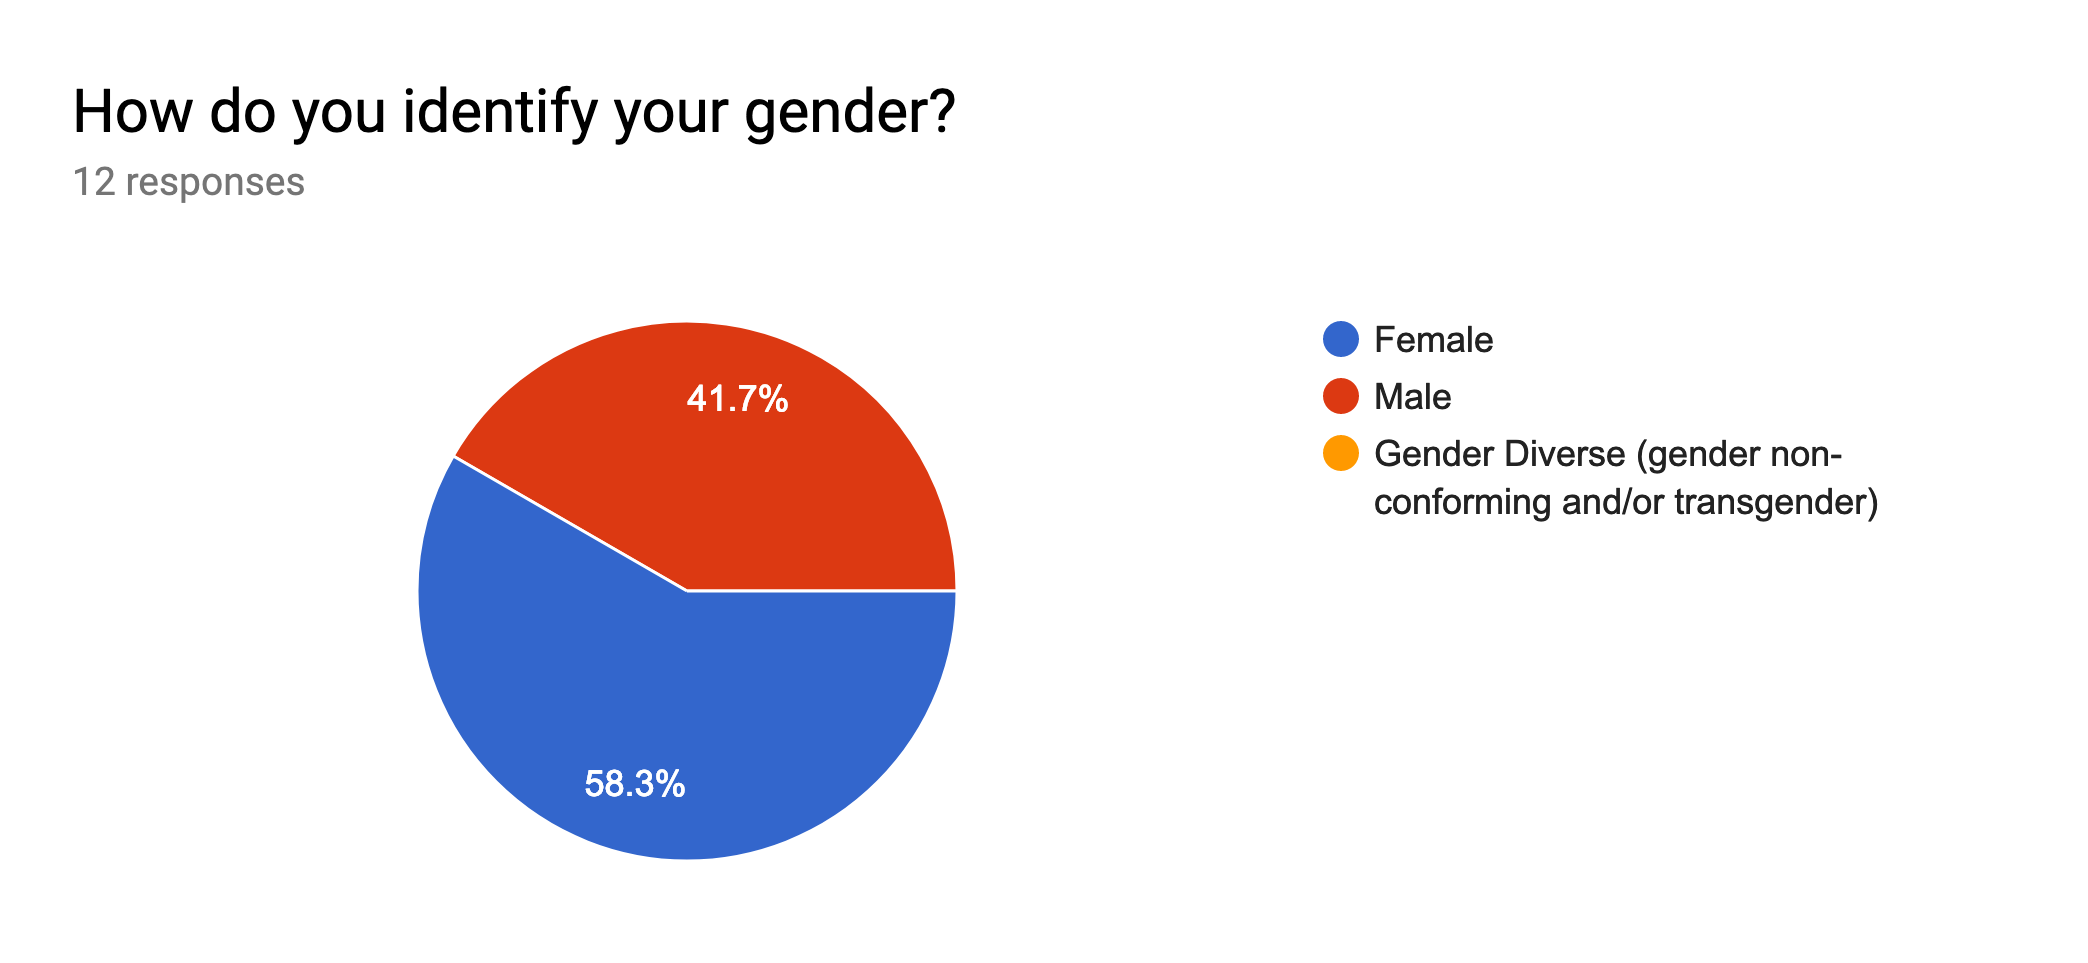 How do you identify your gender?
12 responses
41.7%
58.3%
Female
Male
Gender Diverse (gender non-
conforming and/or transgender)